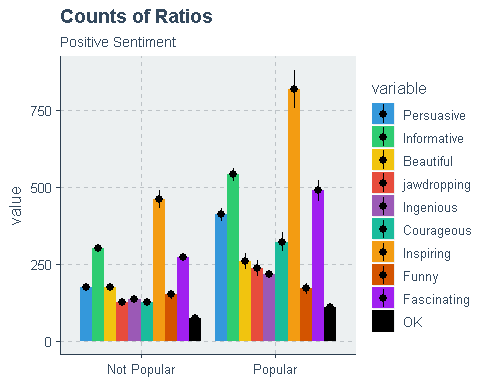 Counts of Ratios
Positive Sentiment
value
750
500
250
0
Not Popular
Popular
variable
Persuasive
Informative
Beautiful
jawdropping
Ingenious
Courageous
Inspiring
Funny
Fascinating
OK